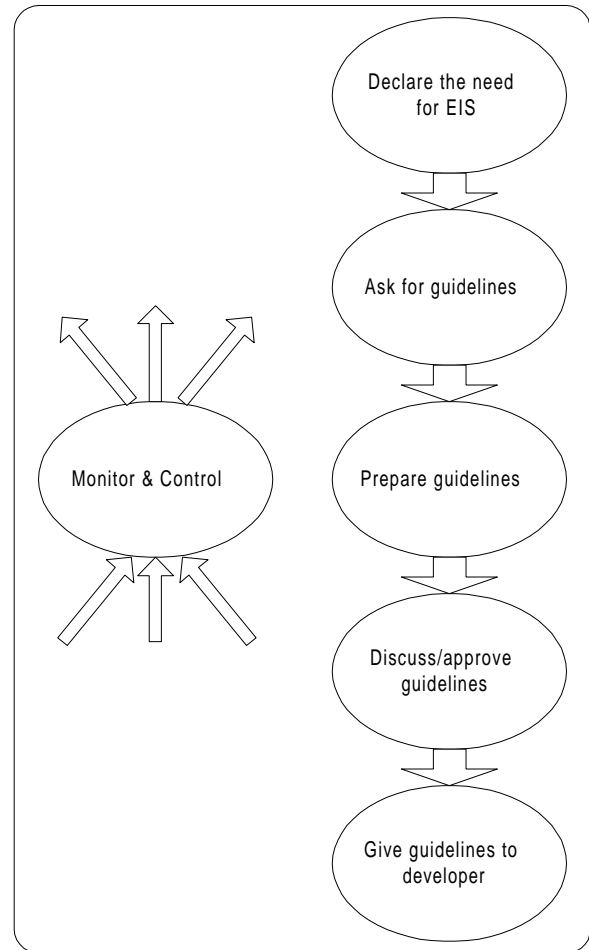 Declare the need
for EIS
Ask for guidelines
Monitor & Control
Prepare guidelines
Discuss/approve
guidelines
Give guidelines to
developer